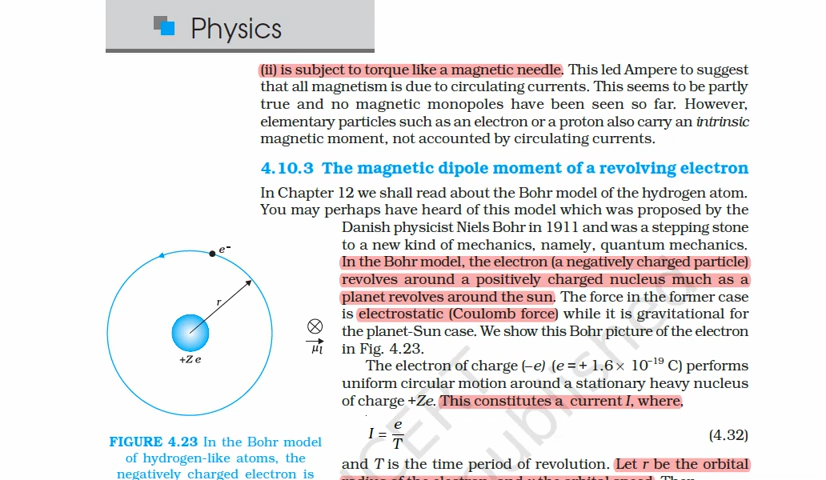 Physics
(ii) is subject to torque like a magnetic needle. This led Ampere to suggest
that all magnetism is due to circulating currents. This seems to be partly
true and no magnetic monopoles have been seen so far. However,
elementary particles such as an electron or a proton also carry an intrinsic
magnetic moment, not accounted by circulating currents.
4.10.3 The magnetic dipole moment of a revolving electron
In Chapter 12 we shall read about the Bohr model of the hydrogen atom.
You may perhaps have heard of this model which was proposed by the
Danish physicist Niels Bohr in 1911 and was a stepping stone
to a new kind of mechanics, namely, quantum mechanics.
In the Bohr model, the electron (a negatively charged particle)
revolves around a positively charged nucleus much as a
planet revolves around the sun. The force in the former case
is electrostatic (Coulomb force) while it is gravitational for
the planet-Sun case. We show this Bohr picture of the electron
in Fig. 4.23.
The electron of charge (–e) (e = + 1.6 × 10⁻¹⁹ C) performs
uniform circular motion around a stationary heavy nucleus
of charge +Ze. This constitutes a current I, where,
I = e/T (4.32)
and T is the time period of revolution. Let r be the orbital
radius of the electron, and v the orbital speed. Then,
e⁻
r
+Z e
⊗
μₗ
FIGURE 4.23 In the Bohr model
of hydrogen-like atoms, the
negatively charged electron is
NCERT
published